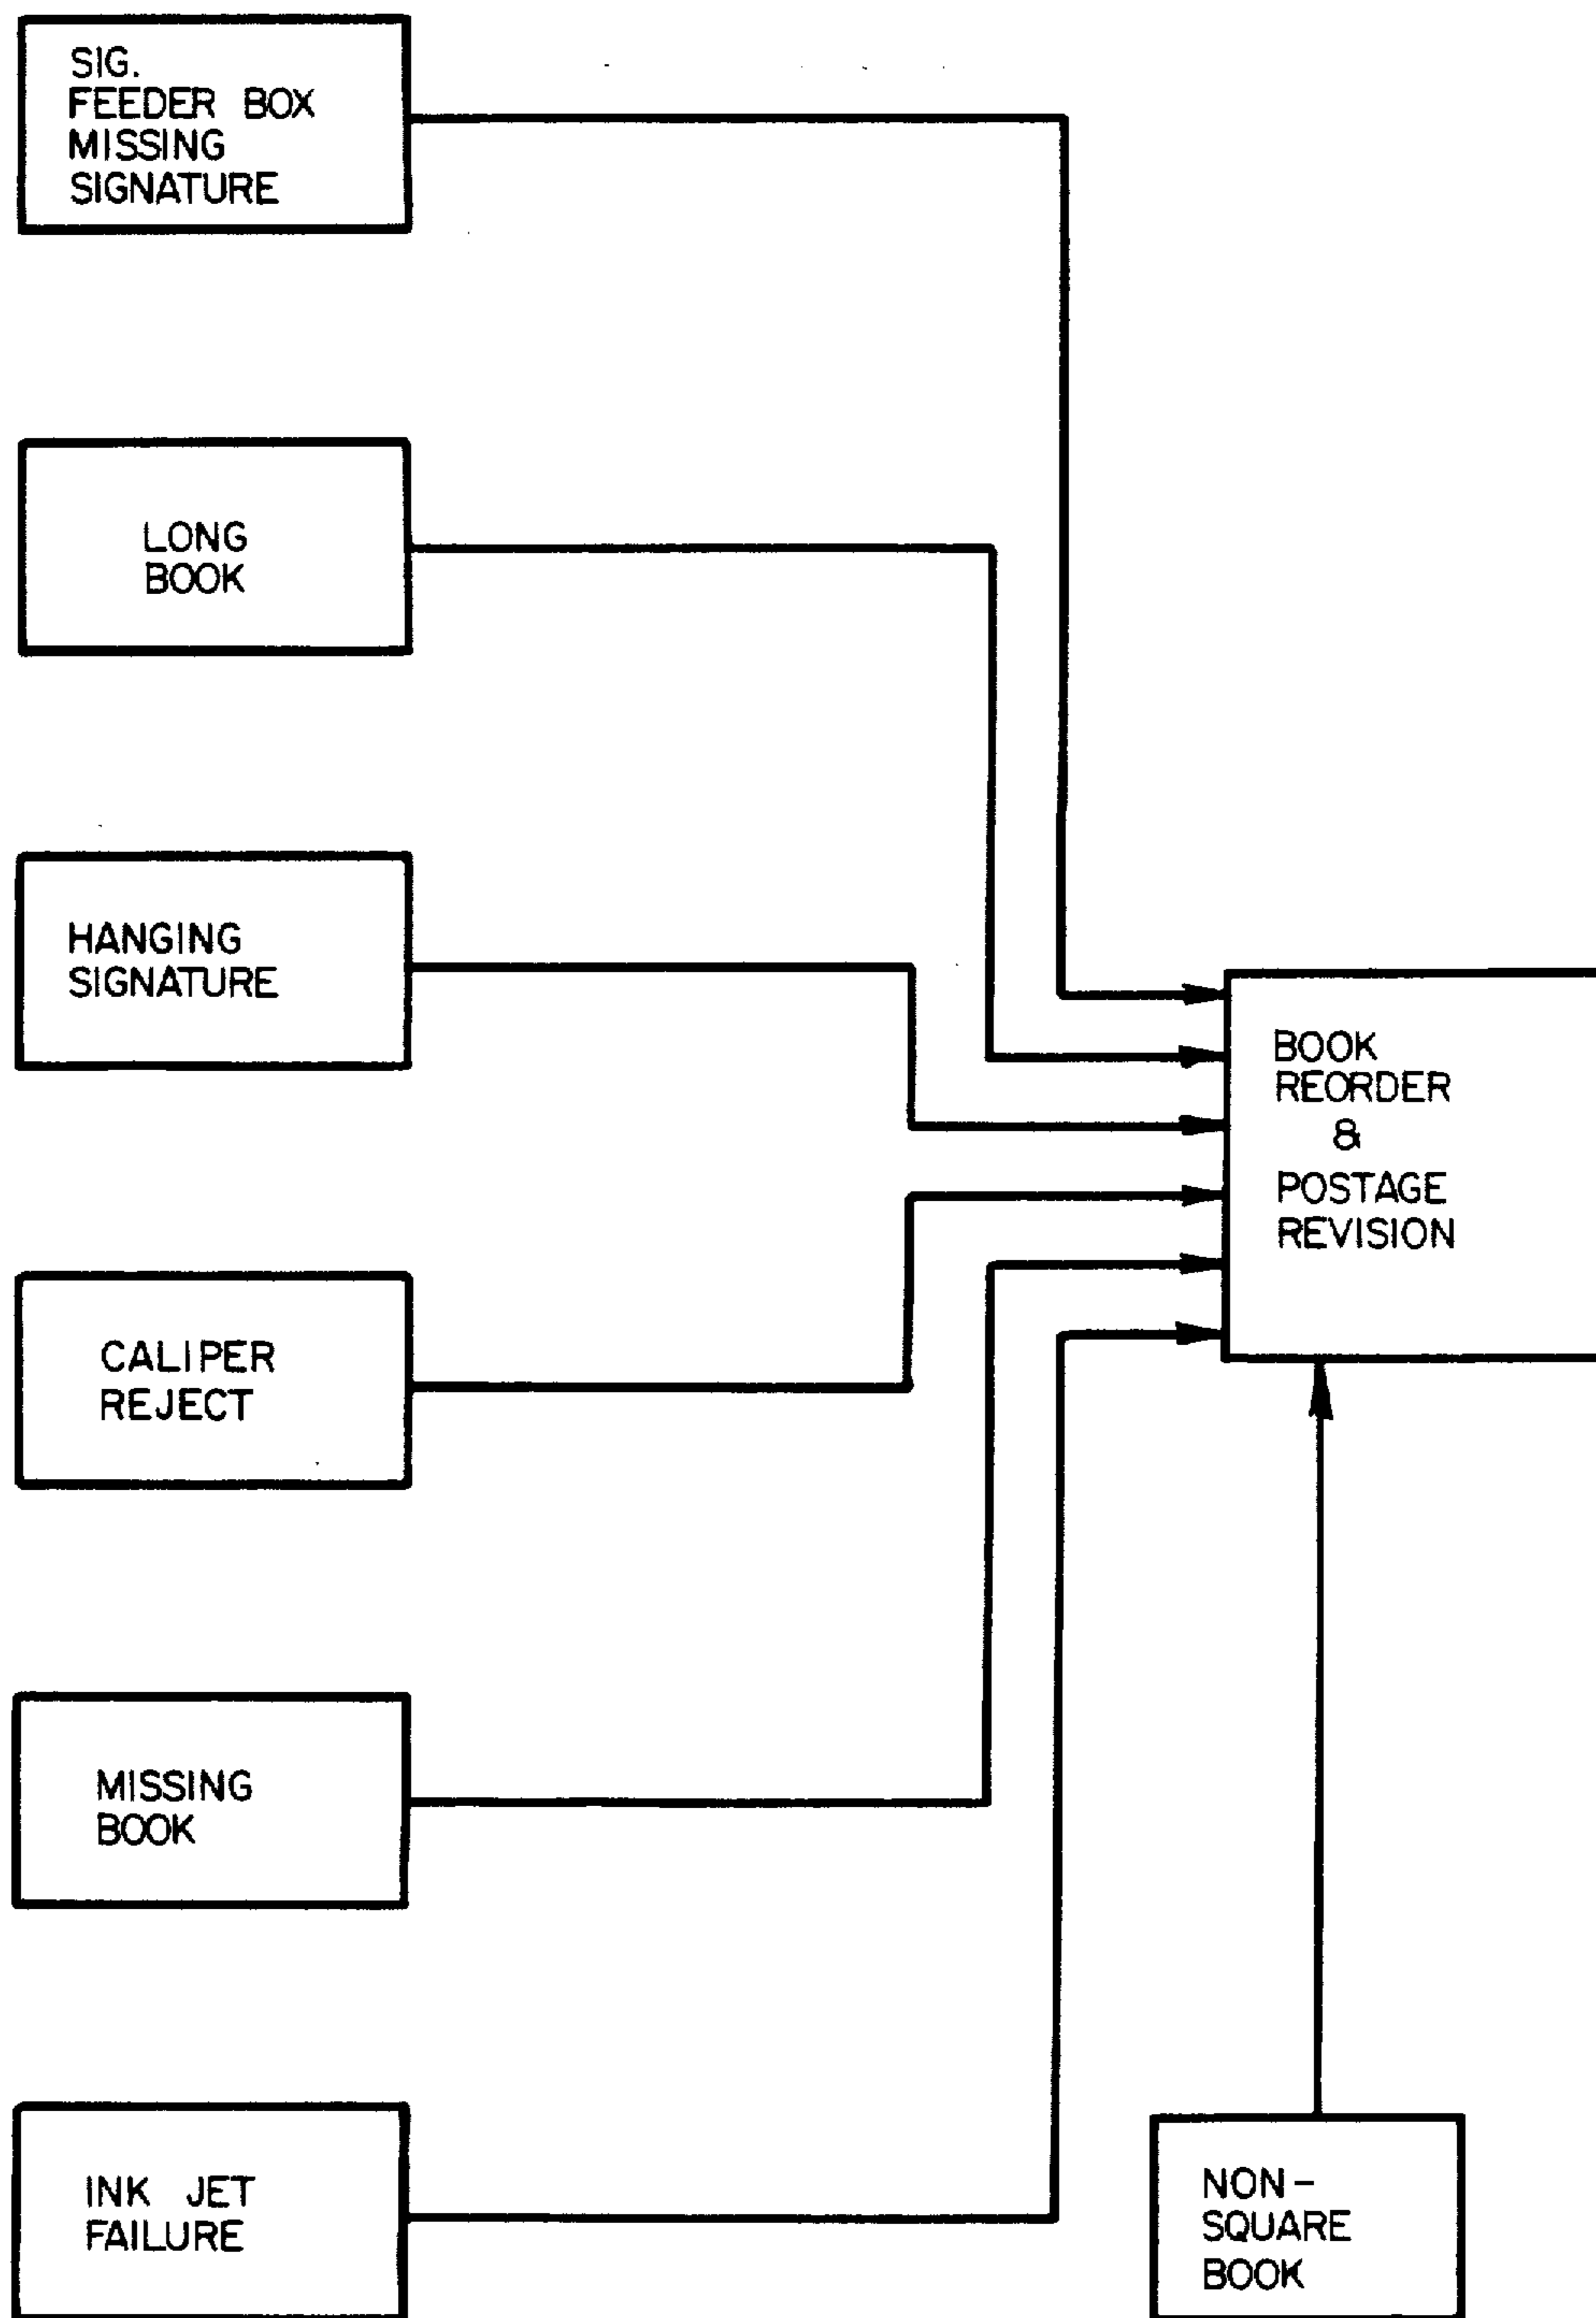 SIG.
FEEDER BOX
MISSING
SIGNATURE
LONG
BOOK
HANGING
SIGNATURE
BOOK
REORDER
&
POSTAGE
REVISION
CALIPER
REJECT
MISSING
BOOK
INK JET
FAILURE
NON-
SQUARE
BOOK